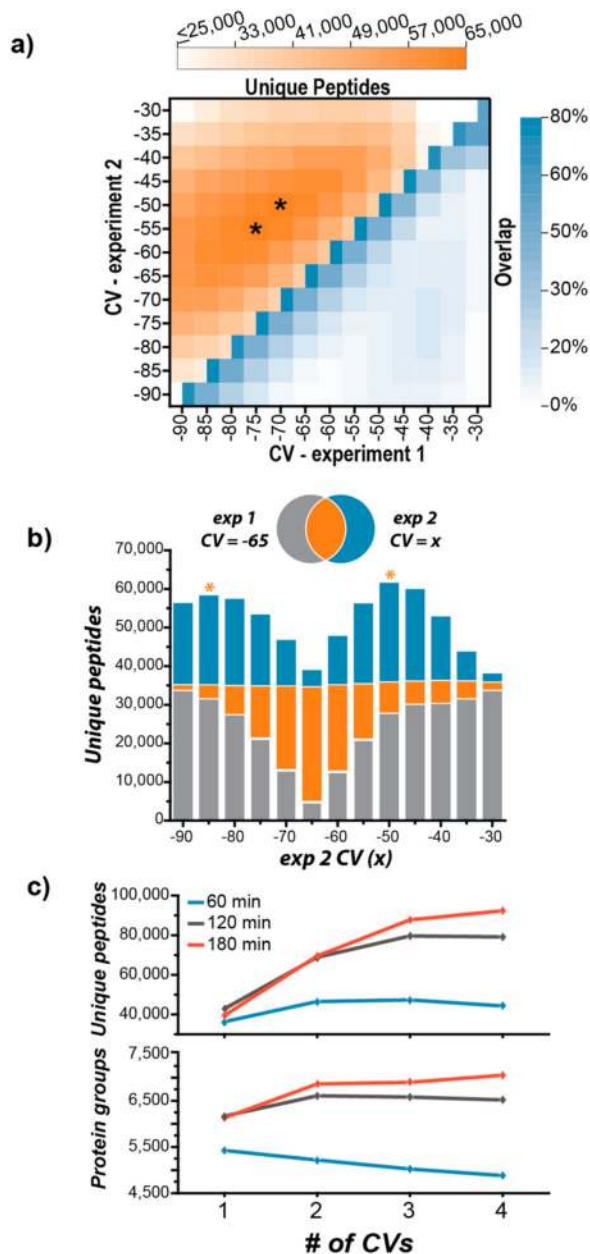 a)
<25,000 33,000 41,000 49,000 57,000 65,000
Unique Peptides
-30
-35
-40
-45
-50
-55
-60
-65
-70
-75
-80
-85
-90
CV - experiment 2
* *
80%
60%
50%
40%
20%
0%
Overlap
-90 -85 -80 -75 -70 -65 -60 -55 -50 -45 -40 -35 -30
CV - experiment 1
b)
exp 1
CV = -65
exp 2
CV = x
70,000
60,000
50,000
40,000
30,000
20,000
10,000
0
Unique peptides
* *
-90 -80 -70 -60 -50 -40 -30
exp 2 CV (x)
c)
100,000
80,000
60,000
40,000
Unique peptides
60 min
120 min
180 min
7,500
6,500
5,500
4,500
Protein groups
1 2 3 4
# of CVs